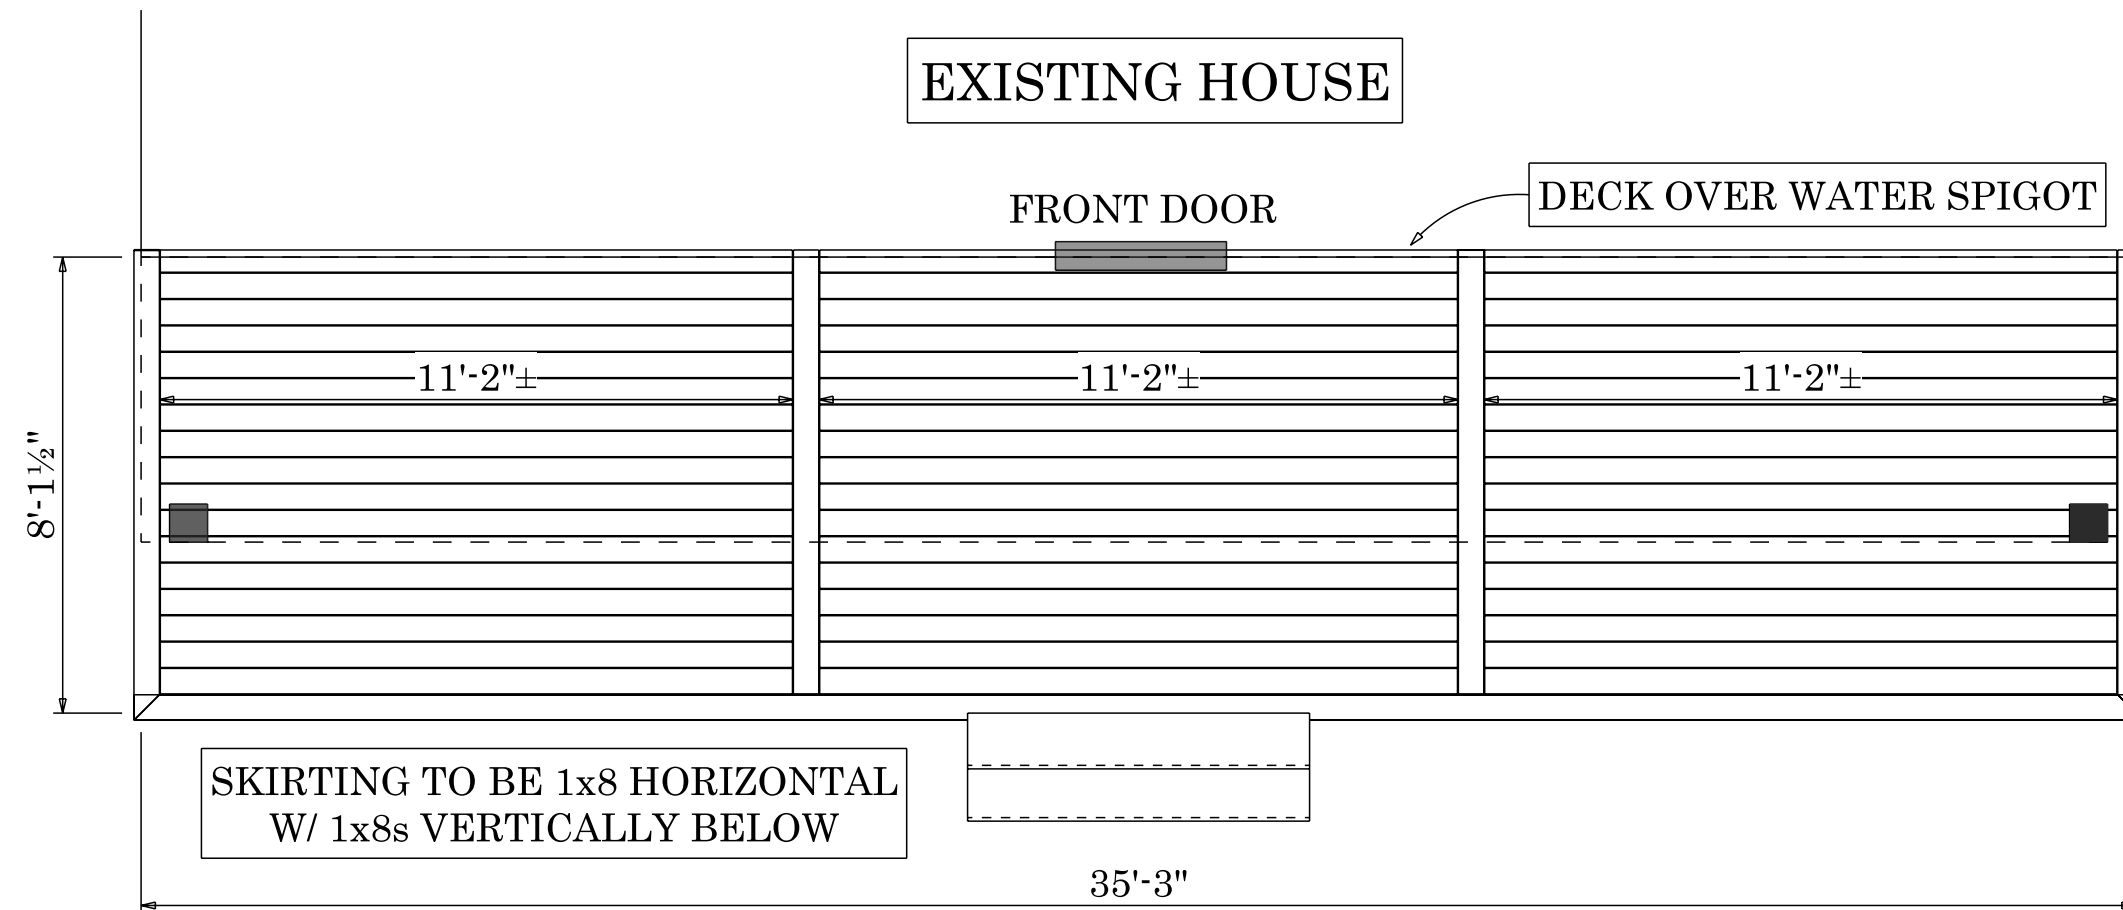 EXISTING HOUSE
DECK OVER WATER SPIGOT
FRONT DOOR
11'-2"±
11'-2"±
11'-2"±
8'-1½"
SKIRTING TO BE 1x8 HORIZONTAL
W/ 1x8s VERTICALLY BELOW
35'-3"